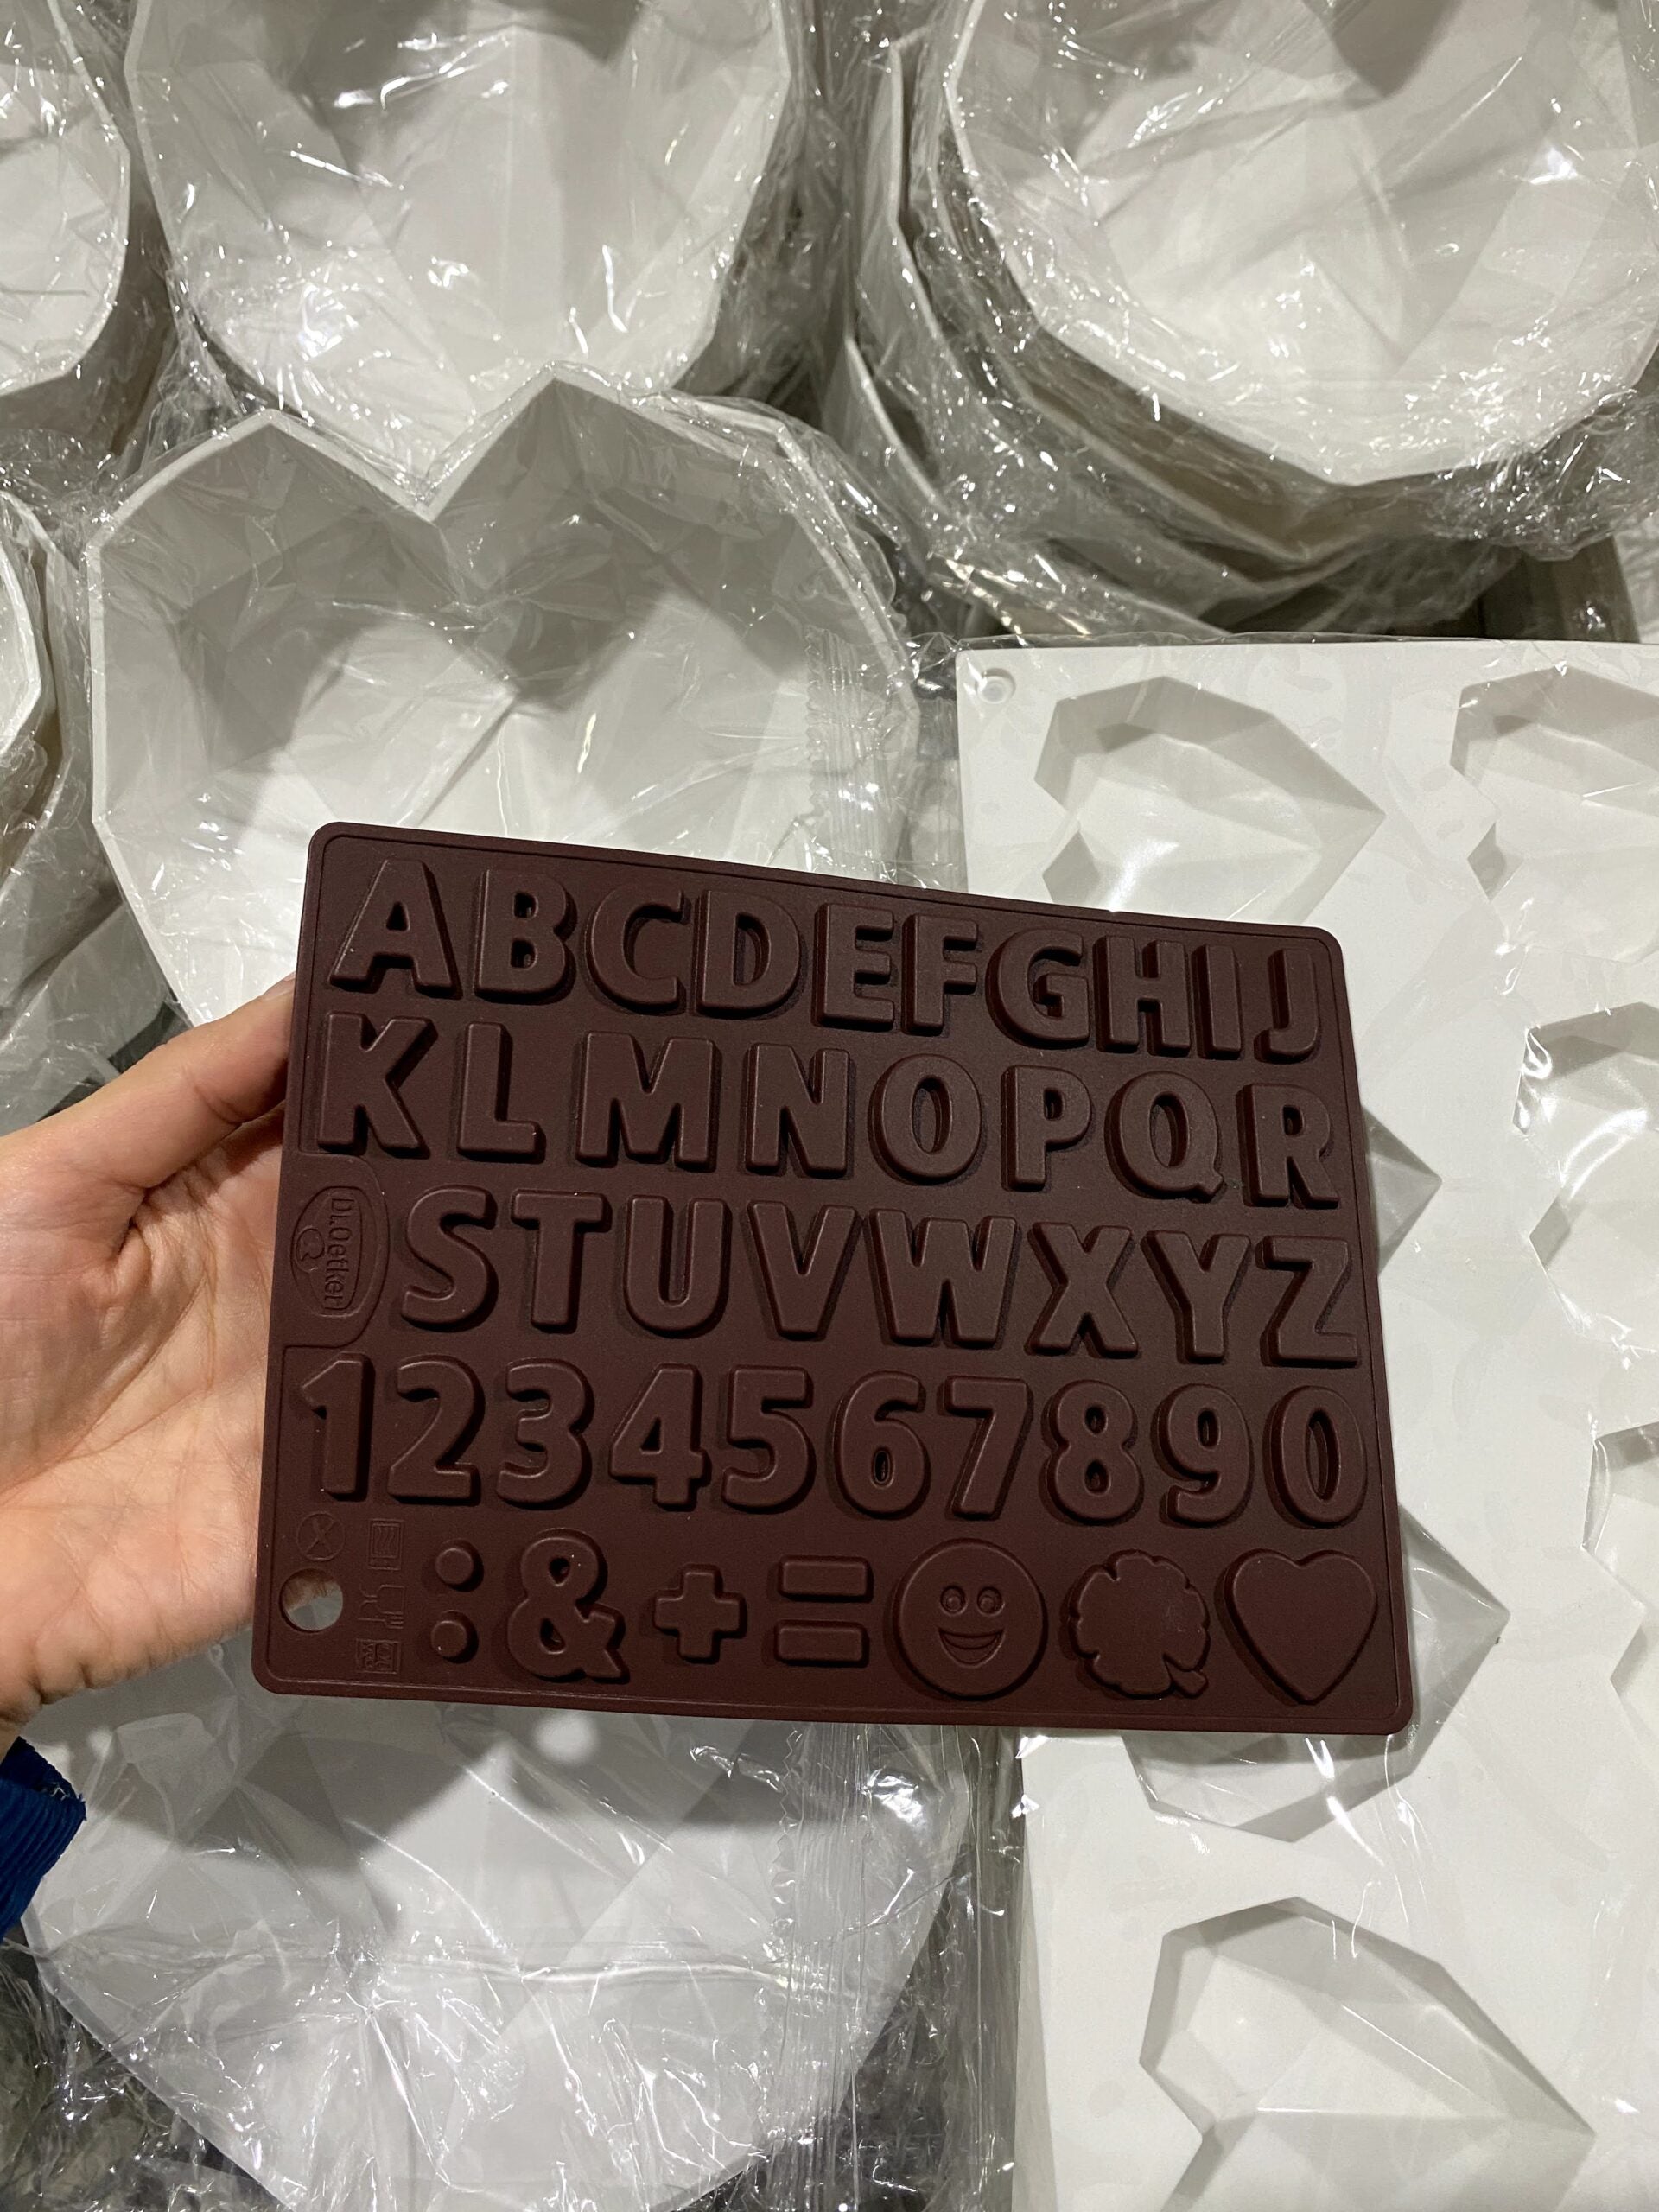 ABCDEFGHIJ
KLMNOPQR
Dr.Oetker
STUVWXYZ
1234567890
:&+=